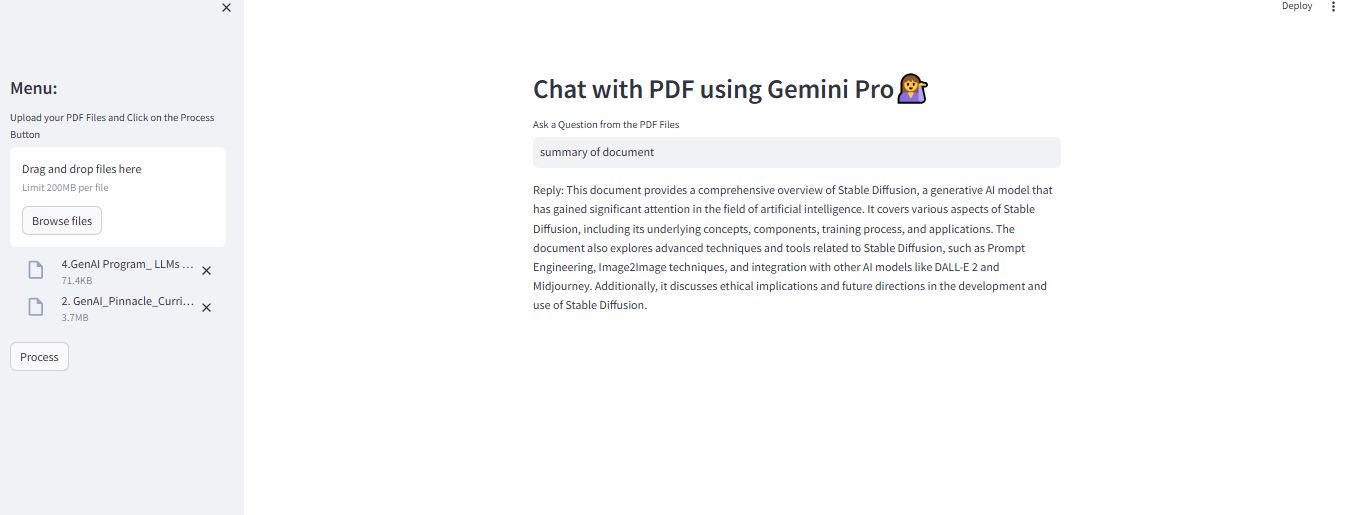 Deploy
Menu:
Upload your PDF Files and Click on the Process
Button
Drag and drop files here
Limit 200MB per file
Browse files
4.GenAI Program_ LLMs ...
71.4KB
2. GenAI_Pinnacle_Curri...
3.7MB
Process
Chat with PDF using Gemini Pro
Ask a Question from the PDF Files
summary of document
Reply: This document provides a comprehensive overview of Stable Diffusion, a generative AI model that
has gained significant attention in the field of artificial intelligence. It covers various aspects of Stable
Diffusion, including its underlying concepts, components, training process, and applications. The
document also explores advanced techniques and tools related to Stable Diffusion, such as Prompt
Engineering, Image2Image techniques, and integration with other AI models like DALL-E 2 and
Midjourney. Additionally, it discusses ethical implications and future directions in the development and
use of Stable Diffusion.